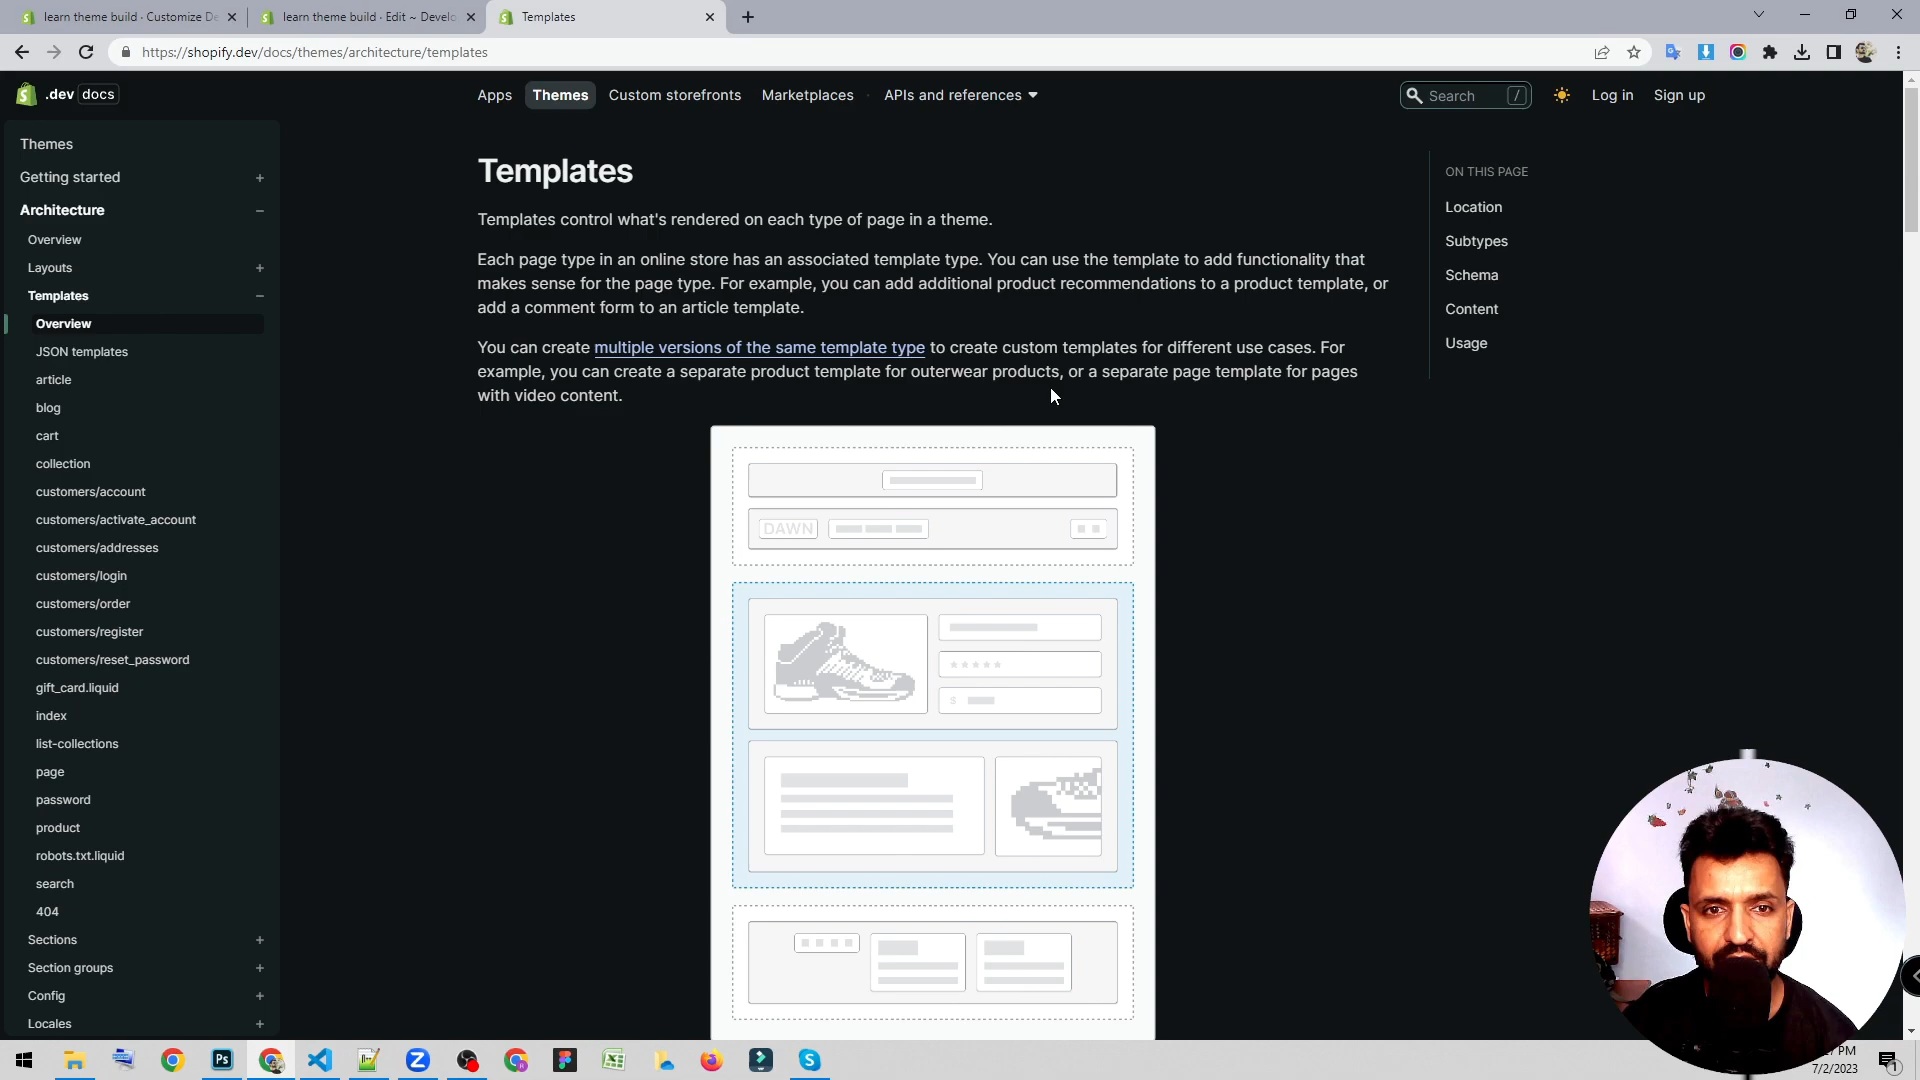 learn theme build · Customize De
learn theme build · Edit ~ Develo
Templates
https://shopify.dev/docs/themes/architecture/templates
.dev docs
Apps
Themes
Custom storefronts
Marketplaces
APIs and references
Search /
Log in
Sign up
Themes
Getting started
Architecture
Overview
Layouts
Templates
Overview
JSON templates
article
blog
cart
collection
customers/account
customers/activate_account
customers/addresses
customers/login
customers/order
customers/register
customers/reset_password
gift_card.liquid
index
list-collections
page
password
product
robots.txt.liquid
search
404
Sections
Section groups
Config
Locales
Templates
Templates control what's rendered on each type of page in a theme.
Each page type in an online store has an associated template type. You can use the template to add functionality that
makes sense for the page type. For example, you can add additional product recommendations to a product template, or
add a comment form to an article template.
You can create multiple versions of the same template type to create custom templates for different use cases. For
example, you can create a separate product template for outerwear products, or a separate page template for pages
with video content.
DAWN
$
ON THIS PAGE
Location
Subtypes
Schema
Content
Usage
Ps
PM
7/2/2023
1